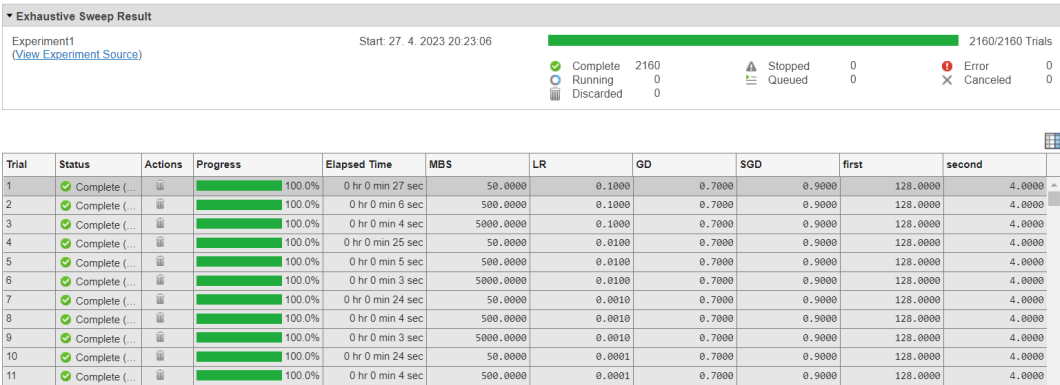 Exhaustive Sweep Result
Experiment1 Start: 27. 4. 2023 20:23:06 2160/2160 Trials
(View Experiment Source)
Complete 2160 Stopped 0 Error 0
Running 0 Queued 0 Canceled 0
Discarded 0
Trial Status Actions Progress Elapsed Time MBS LR GD SGD first second
1 Complete (... 100.0% 0 hr 0 min 27 sec 50.0000 0.1000 0.7000 0.9000 128.0000 4.0000
2 Complete (... 100.0% 0 hr 0 min 6 sec 500.0000 0.1000 0.7000 0.9000 128.0000 4.0000
3 Complete (... 100.0% 0 hr 0 min 4 sec 5000.0000 0.1000 0.7000 0.9000 128.0000 4.0000
4 Complete (... 100.0% 0 hr 0 min 25 sec 50.0000 0.0100 0.7000 0.9000 128.0000 4.0000
5 Complete (... 100.0% 0 hr 0 min 5 sec 500.0000 0.0100 0.7000 0.9000 128.0000 4.0000
6 Complete (... 100.0% 0 hr 0 min 3 sec 5000.0000 0.0100 0.7000 0.9000 128.0000 4.0000
7 Complete (... 100.0% 0 hr 0 min 24 sec 50.0000 0.0010 0.7000 0.9000 128.0000 4.0000
8 Complete (... 100.0% 0 hr 0 min 4 sec 500.0000 0.0010 0.7000 0.9000 128.0000 4.0000
9 Complete (... 100.0% 0 hr 0 min 3 sec 5000.0000 0.0010 0.7000 0.9000 128.0000 4.0000
10 Complete (... 100.0% 0 hr 0 min 24 sec 50.0000 0.0001 0.7000 0.9000 128.0000 4.0000
11 Complete (... 100.0% 0 hr 0 min 4 sec 500.0000 0.0001 0.7000 0.9000 128.0000 4.0000